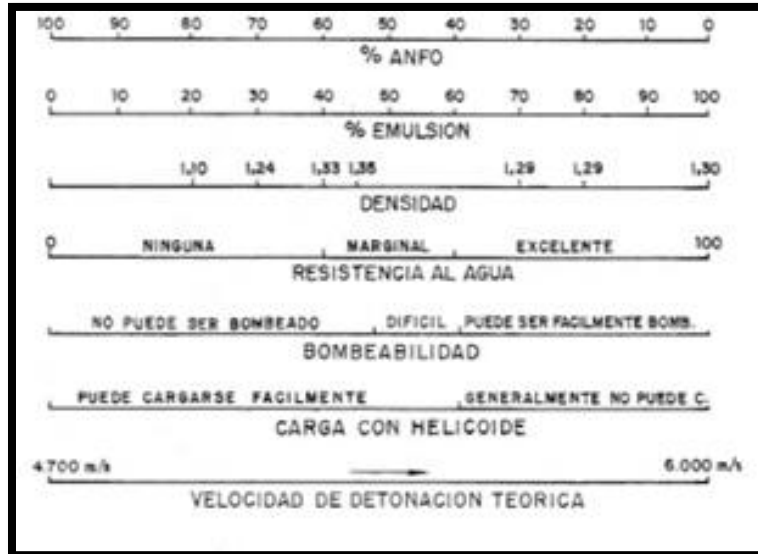 100 90 80 70 60 50 40 30 20 10 0
% ANFO
0 10 20 30 40 50 60 70 80 90 100
% EMULSION
1,10 1,24 1,33 1,35 1,29 1,29 1,30
DENSIDAD
0 NINGUNA MARGINAL EXCELENTE 100
RESISTENCIA AL AGUA
NO PUEDE SER BOMBEADO DIFICIL PUEDE SER FACILMENTE BOMB.
BOMBEABILIDAD
PUEDE CARGARSE FACILMENTE GENERALMENTE NO PUEDE C.
CARGA CON HELICOIDE
4.700 m/s 6.000 m/s
VELOCIDAD DE DETONACION TEORICA